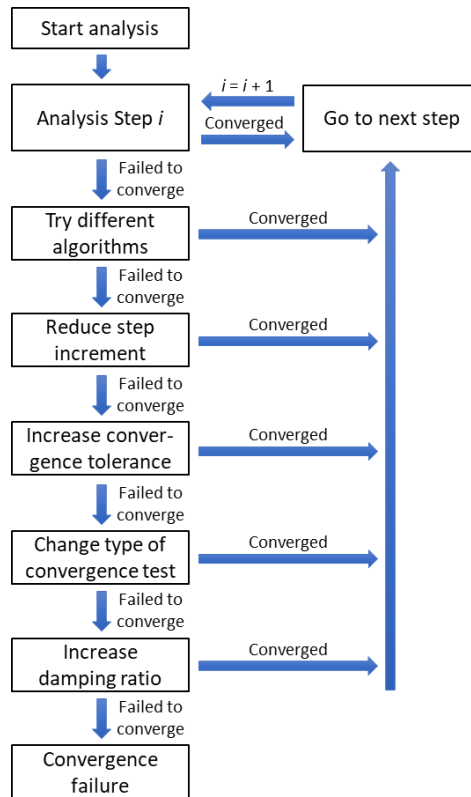 Start analysis
i = i + 1
Analysis Step i
Converged
Go to next step
Failed to
converge
Try different
algorithms
Converged
Failed to
converge
Reduce step
increment
Converged
Failed to
converge
Increase conver-
gence tolerance
Converged
Failed to
converge
Change type of
convergence test
Converged
Failed to
converge
Increase
damping ratio
Converged
Failed to
converge
Convergence
failure